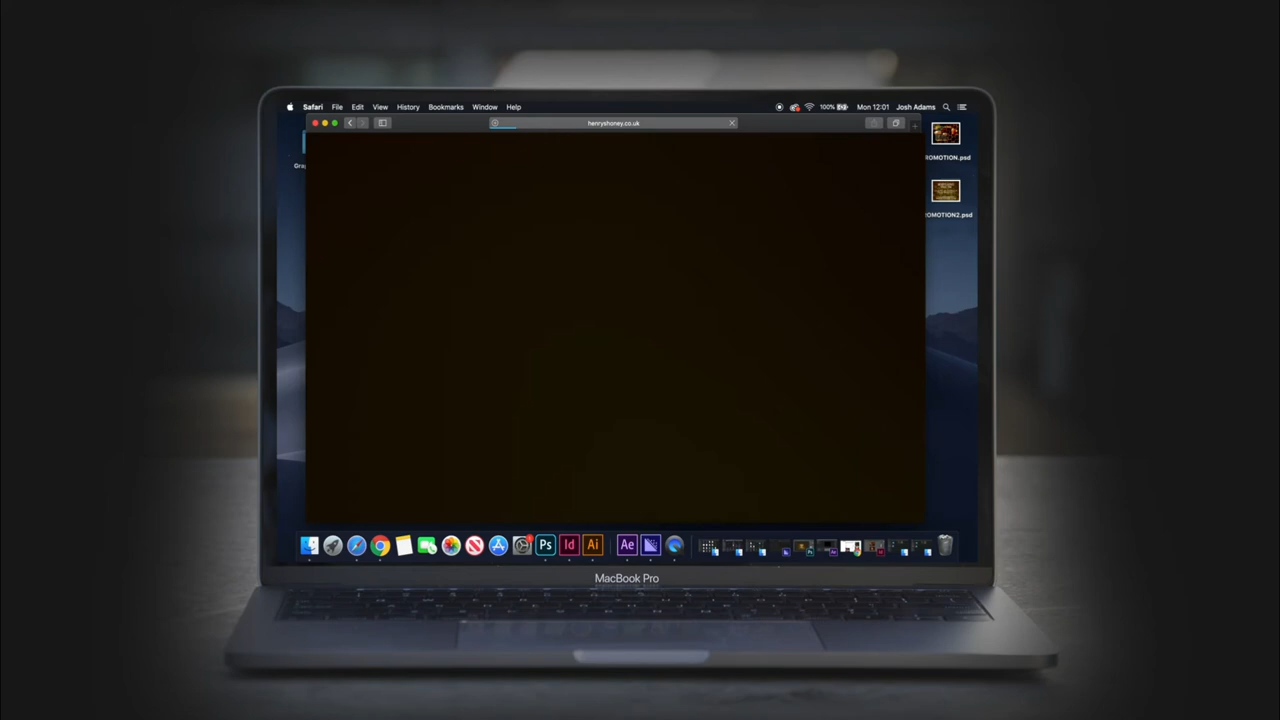 Safari File Edit View History Bookmarks Window Help 100% Mon 12:01 Josh Adams
henryshoney.co.uk
ROMOTION.psd
Gra
ROMOTION2.psd
Ps Id Ai Ae
MacBook Pro